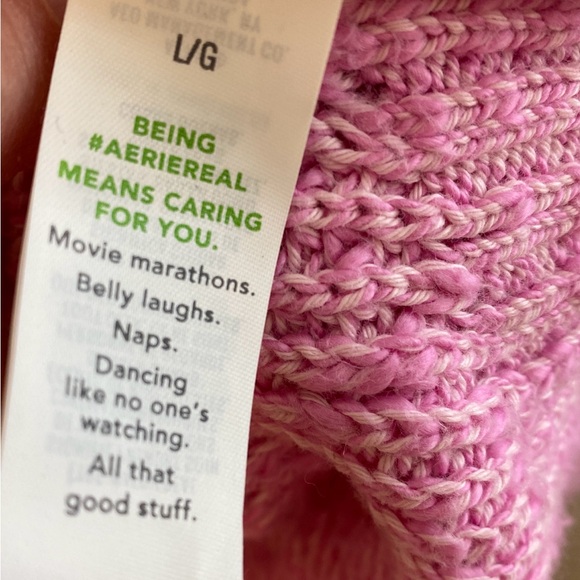 L/G
BEING
#AERIEREAL
MEANS CARING
FOR YOU.
Movie marathons.
Belly laughs.
Naps.
Dancing
like no one's
watching.
All that
good stuff.